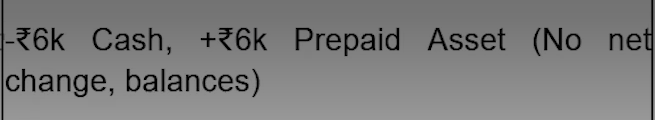 -₹6k Cash, +₹6k Prepaid Asset (No net
change, balances)